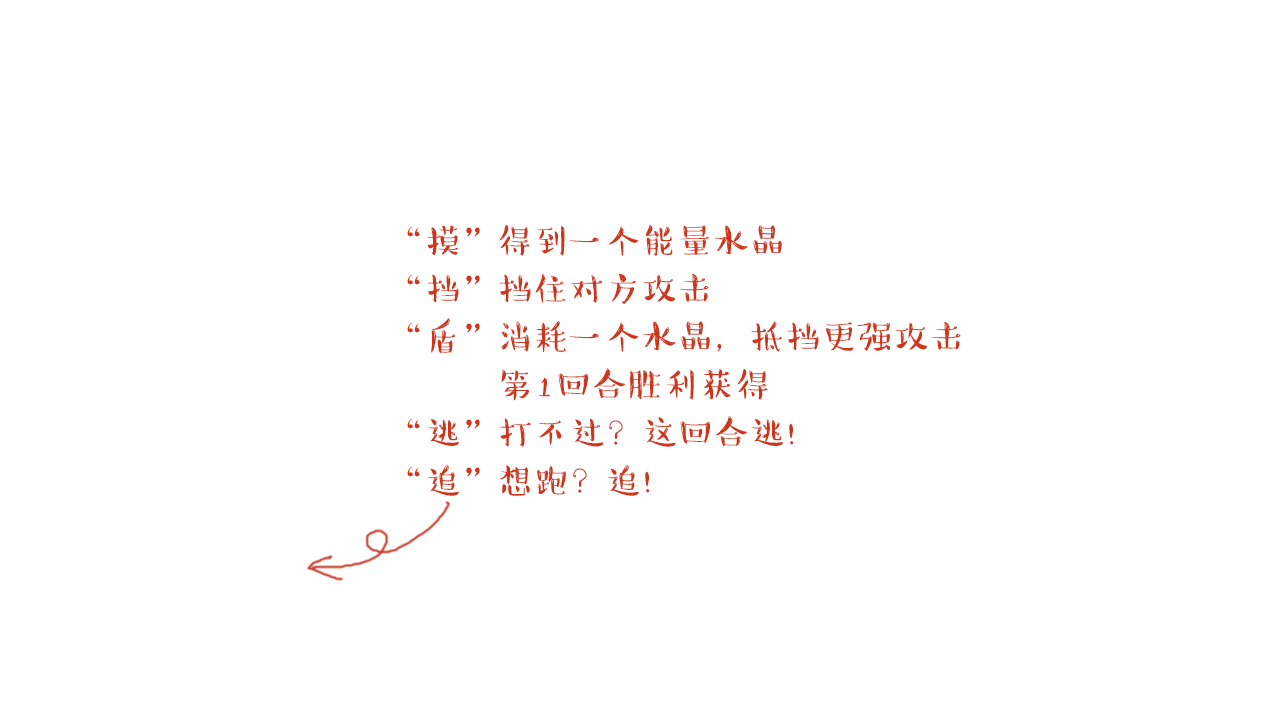 “摸”得到一个能量水晶
“挡”挡住对方攻击
“盾”消耗一个水晶，抵挡更强攻击
第1回合胜利获得
“逃”打不过？这回合逃！
“追”想跑？追！